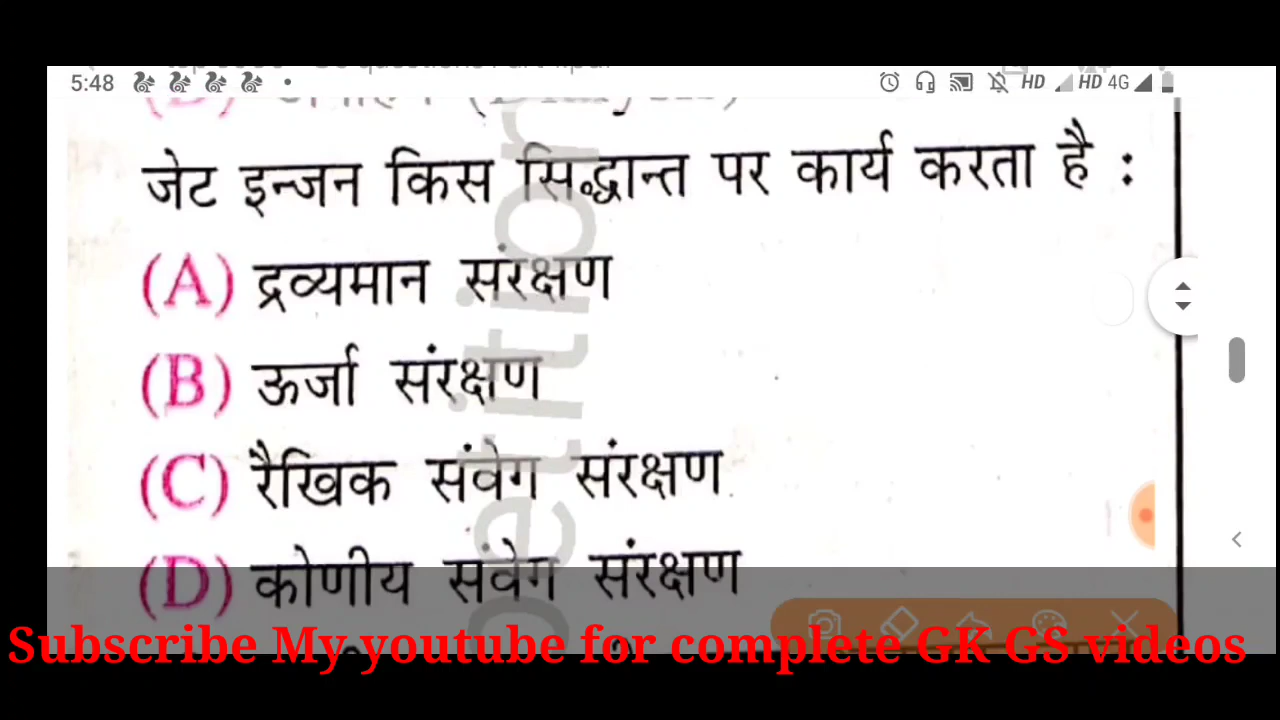 5:48 HD HD 4G
जेट इन्जन किस सिद्धान्त पर कार्य करता है :
(A) द्रव्यमान संरक्षण
(B) ऊर्जा संरक्षण
(C) रैखिक संवेग संरक्षण
(D) कोणीय संवेग संरक्षण
Subscribe My youtube for complete GK GS videos